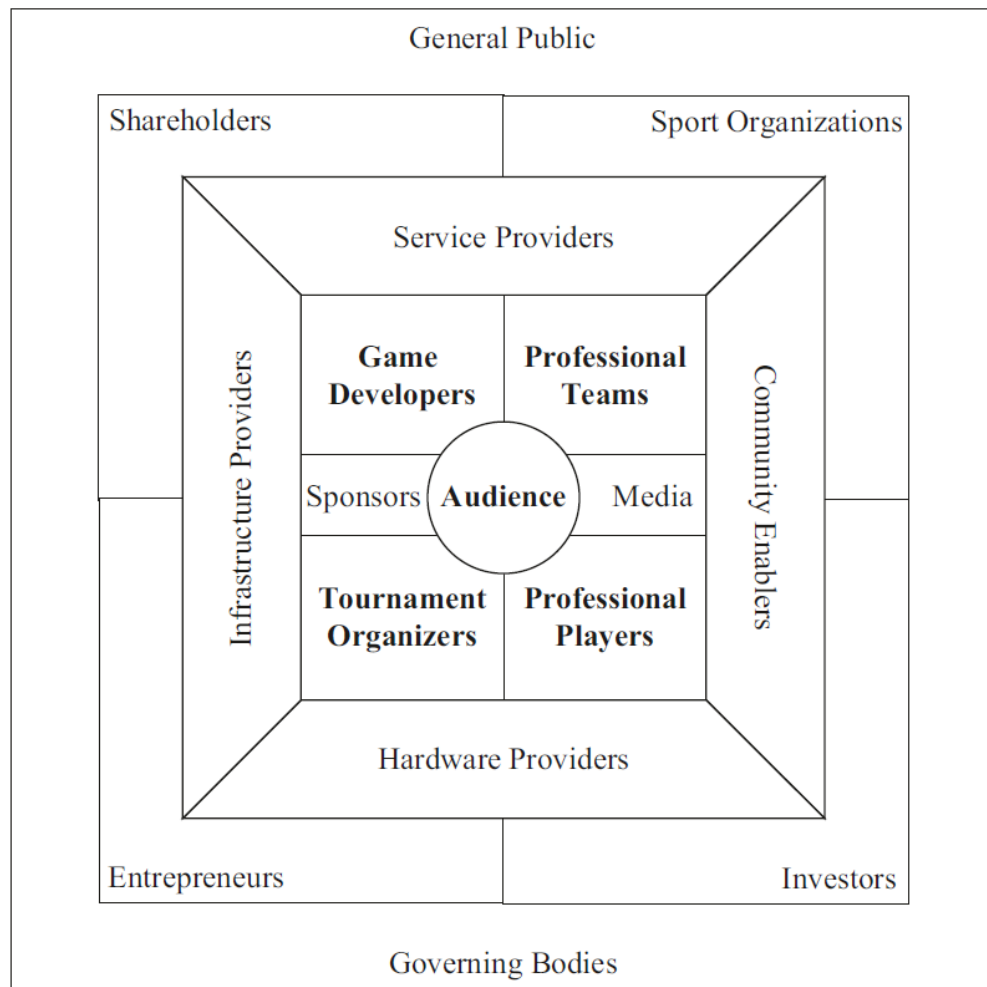 General Public
Shareholders
Sport Organizations
Service Providers
Game
Developers
Professional
Teams
Infrastructure Providers
Community Enablers
Sponsors
Audience
Media
Tournament
Organizers
Professional
Players
Hardware Providers
Entrepreneurs
Investors
Governing Bodies